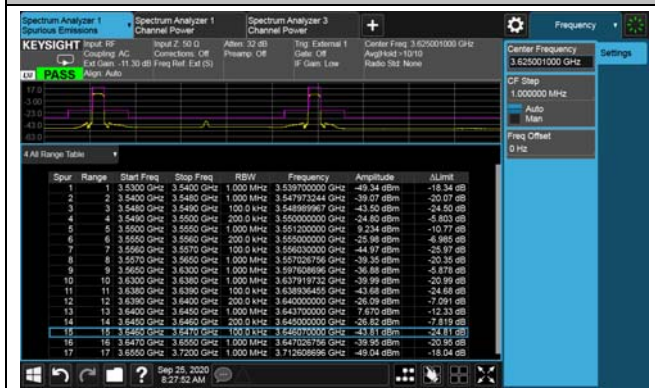 Spectrum Analyzer 1
Spurious Emissions
Spectrum Analyzer 1
Channel Power
Spectrum Analyzer 3
Channel Power
+
Frequency
KEYSIGHT
Input: RF
Coupling: AC
Ext Gain: -11.30 dB
Align: Auto
Input Z: 50 Ω
Corrections: Off
Freq Ref: Ext (S)
Atten: 32 dB
Preamp: Off
Trig: External 1
Gate: Off
IF Gain: Low
Center Freq: 3.625001000 GHz
Avg|Hold:>10/10
Radio Std: None
LU PASS
Center Frequency
3.625001000 GHz
Settings
CF Step
1.000000 MHz
Auto
Man
Freq Offset
0 Hz
17.0
-3.00
-23.0
-43.0
-63.0
4 All Range Table
Spur Range Start Freq Stop Freq RBW Frequency Amplitude ΔLimit
1 1 3.5300 GHz 3.5400 GHz 1.000 MHz 3.539700000 GHz -49.34 dBm -18.34 dB
2 2 3.5400 GHz 3.5480 GHz 1.000 MHz 3.547973244 GHz -39.07 dBm -20.07 dB
3 3 3.5480 GHz 3.5490 GHz 100.0 kHz 3.548989967 GHz -43.50 dBm -24.50 dB
4 4 3.5490 GHz 3.5500 GHz 200.0 kHz 3.550000000 GHz -24.80 dBm -5.803 dB
5 5 3.5500 GHz 3.5550 GHz 1.000 MHz 3.551200000 GHz 9.234 dBm -10.77 dB
6 6 3.5550 GHz 3.5560 GHz 200.0 kHz 3.555000000 GHz -25.98 dBm -6.985 dB
7 7 3.5560 GHz 3.5570 GHz 100.0 kHz 3.556030000 GHz -44.97 dBm -25.97 dB
8 8 3.5570 GHz 3.5650 GHz 1.000 MHz 3.557026756 GHz -39.35 dBm -20.35 dB
9 9 3.5650 GHz 3.6300 GHz 1.000 MHz 3.597608696 GHz -36.88 dBm -5.878 dB
10 10 3.6300 GHz 3.6380 GHz 1.000 MHz 3.637919732 GHz -39.99 dBm -20.99 dB
11 11 3.6380 GHz 3.6390 GHz 100.0 kHz 3.638936455 GHz -43.68 dBm -24.68 dB
12 12 3.6390 GHz 3.6400 GHz 200.0 kHz 3.640000000 GHz -26.09 dBm -7.091 dB
13 13 3.6400 GHz 3.6450 GHz 1.000 MHz 3.643700000 GHz 7.670 dBm -12.33 dB
14 14 3.6450 GHz 3.6460 GHz 200.0 kHz 3.645000000 GHz -26.82 dBm -7.819 dB
15 15 3.6460 GHz 3.6470 GHz 100.0 kHz 3.646070000 GHz -43.81 dBm -24.81 dB
16 16 3.6470 GHz 3.6550 GHz 1.000 MHz 3.647026756 GHz -39.95 dBm -20.95 dB
17 17 3.6550 GHz 3.7200 GHz 1.000 MHz 3.712608696 GHz -49.04 dBm -18.04 dB
?
Sep 25, 2020
8:27:52 AM